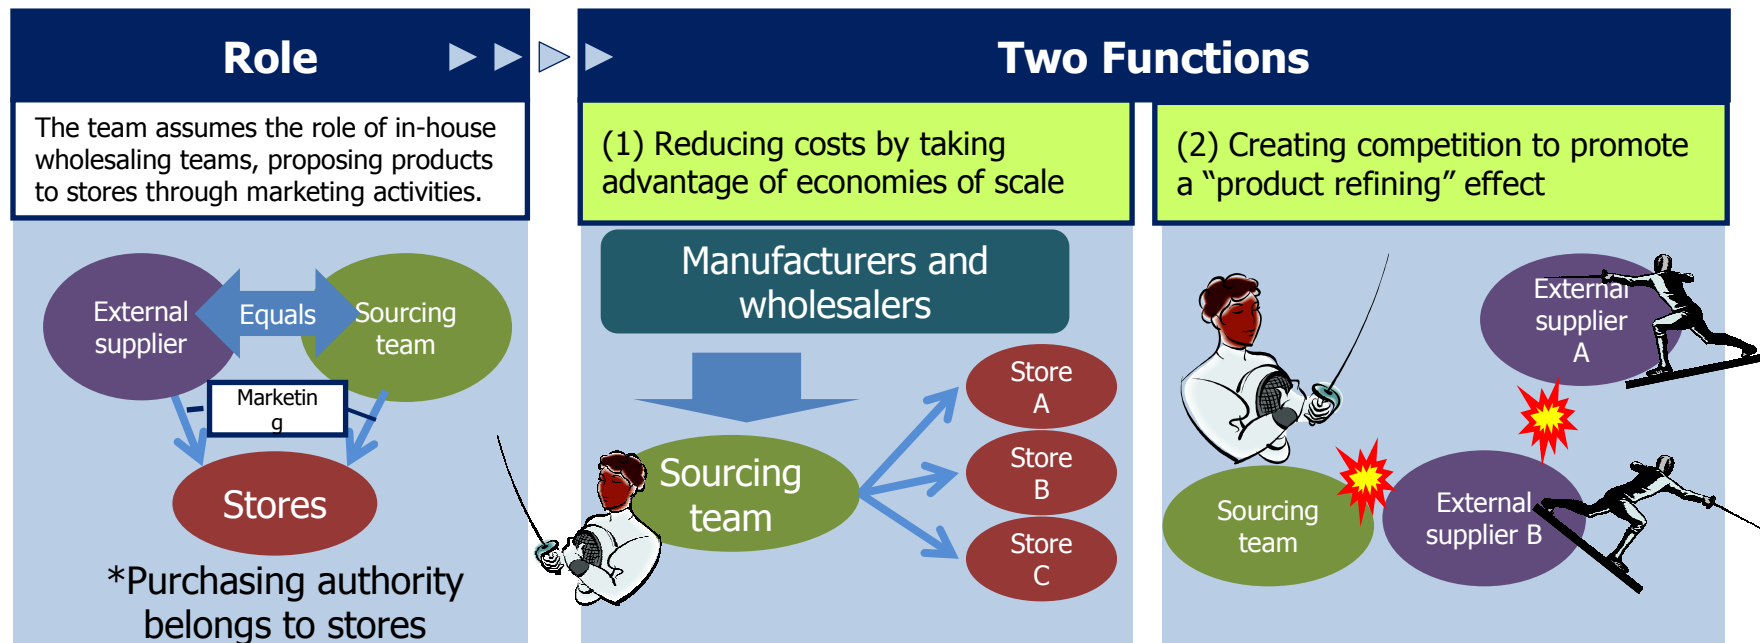 Role
Two Functions
The team assumes the role of in-house
wholesaling teams, proposing products
to stores through marketing activities.
(1) Reducing costs by taking
advantage of economies of scale
(2) Creating competition to promote
a “product refining” effect
External
supplier
Equals
Sourcing
team
Marketin
g
Stores
*Purchasing authority
belongs to stores
Manufacturers and
wholesalers
Sourcing
team
Store
A
Store
B
Store
C
External
supplier
A
Sourcing
team
External
supplier B